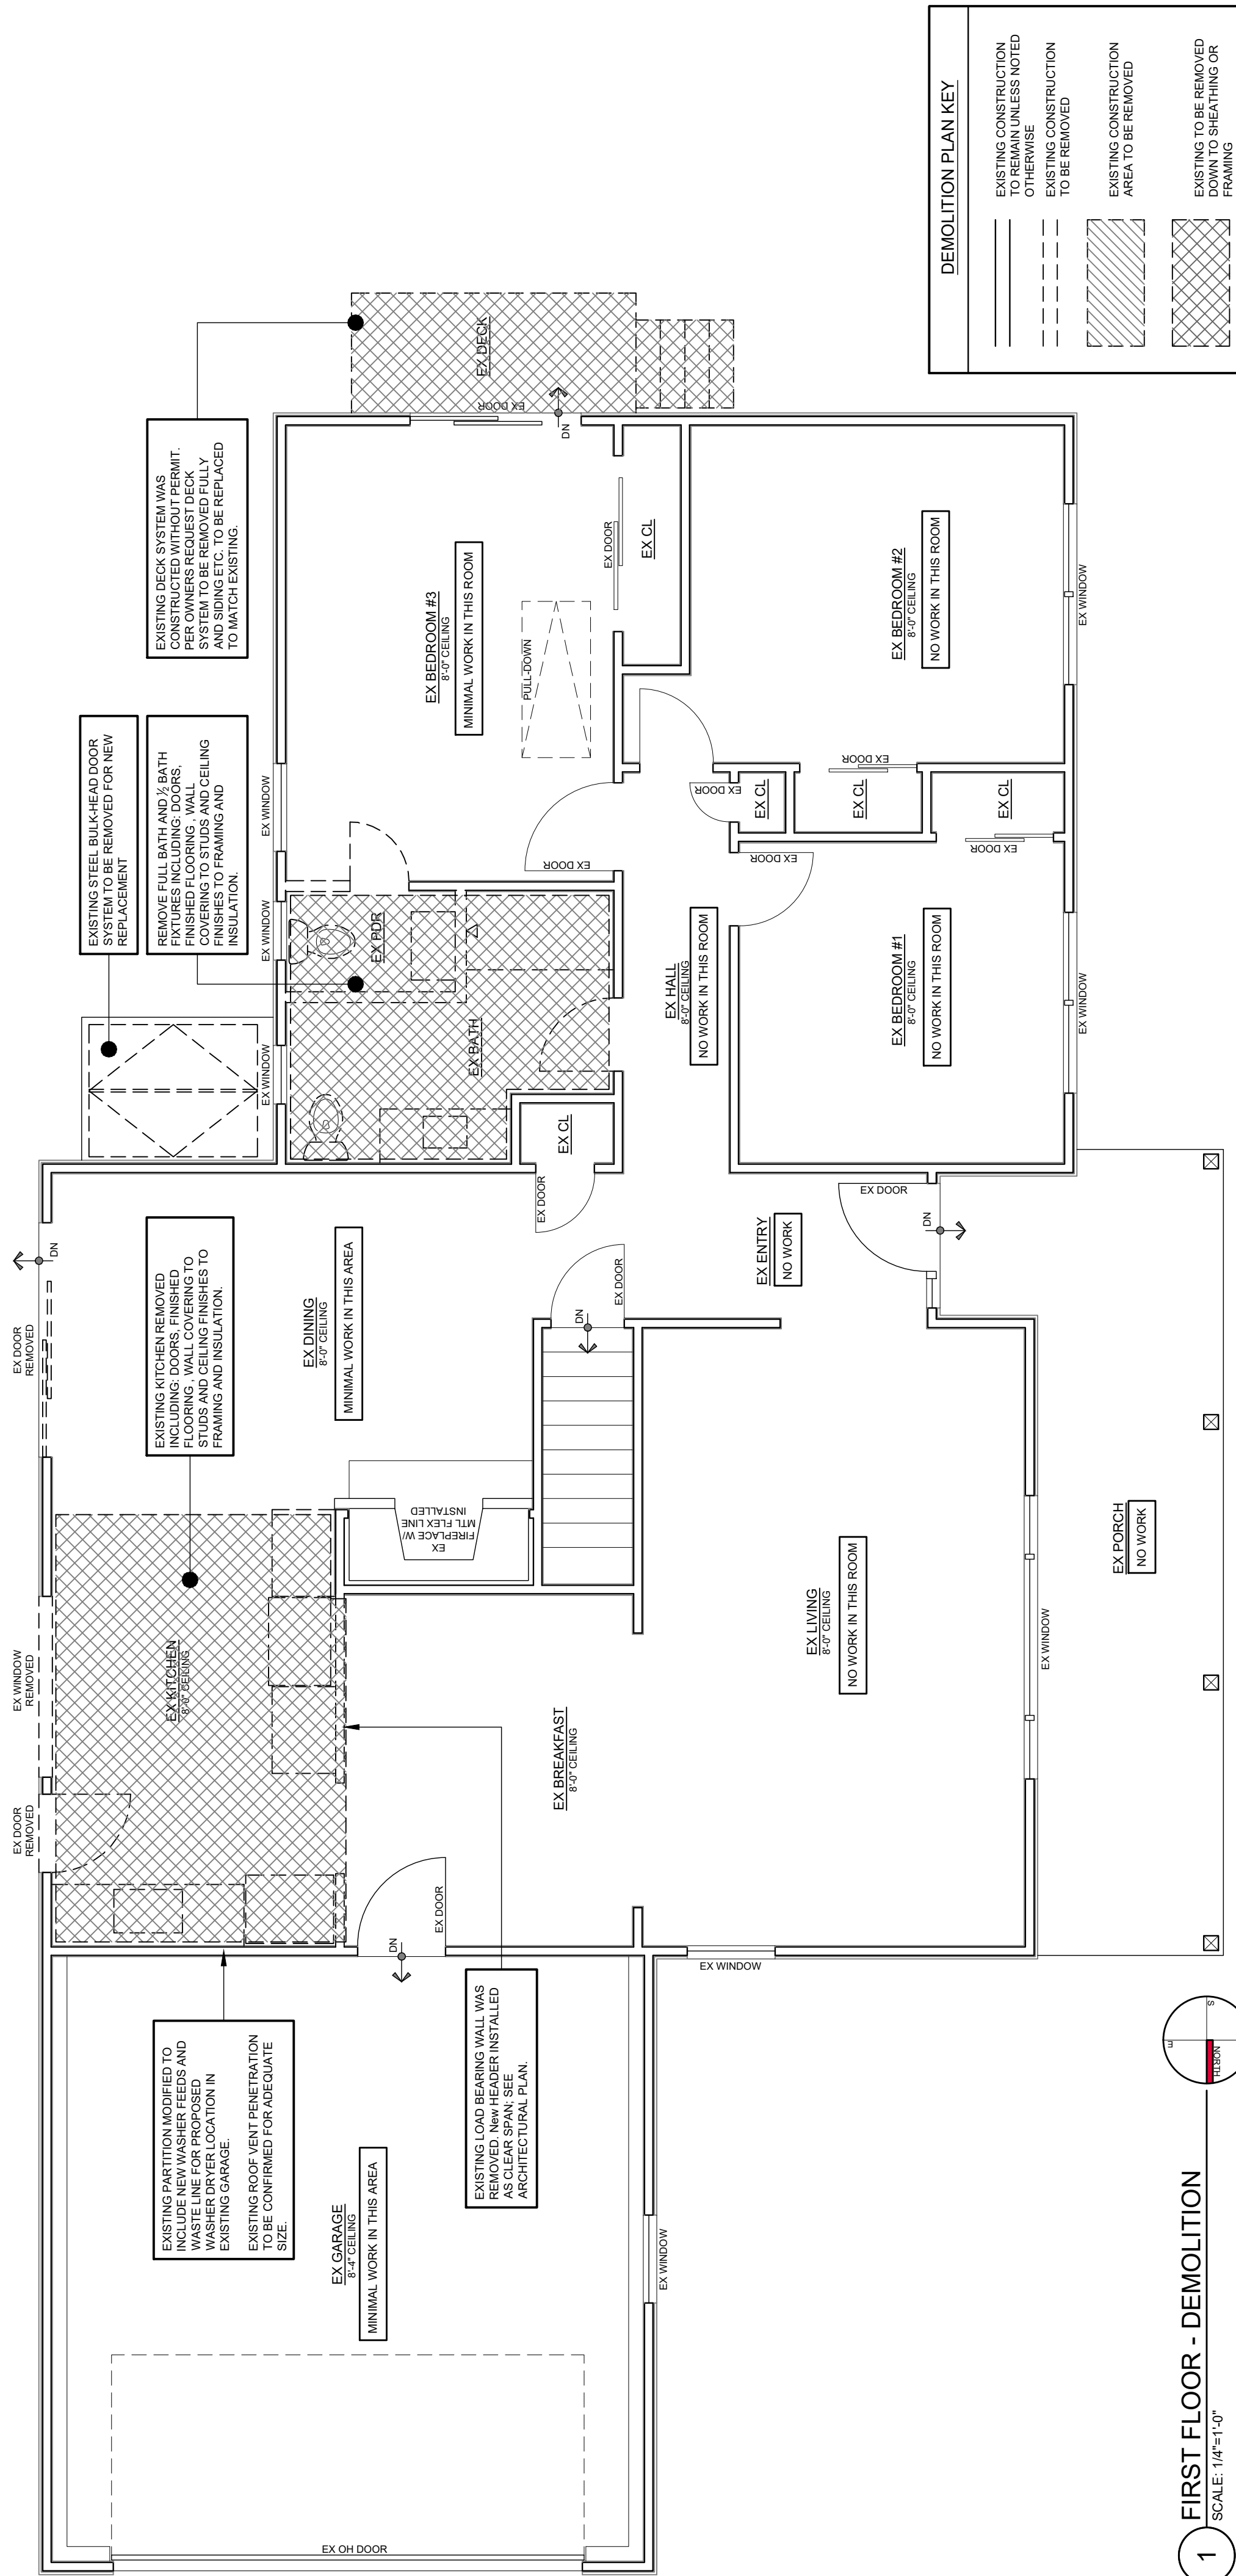 EXISTING STEEL BULK-HEAD DOOR
SYSTEM TO BE REMOVED FOR NEW
REPLACEMENT
REMOVE FULL BATH AND ½ BATH
FIXTURES INCLUDING: DOORS,
FINISHED FLOORING , WALL
COVERING TO STUDS AND CEILING
FINISHES TO FRAMING AND
INSULATION.
EXISTING DECK SYSTEM WAS
CONSTRUCTED WITHOUT PERMIT.
PER OWNERS REQUEST DECK
SYSTEM TO BE REMOVED FULLY
AND SIDING ETC. TO BE REPLACED
TO MATCH EXISTING.
EXISTING KITCHEN REMOVED
INCLUDING: DOORS, FINISHED
FLOORING , WALL COVERING TO
STUDS AND CEILING FINISHES TO
FRAMING AND INSULATION.
EXISTING PARTITION MODIFIED TO
INCLUDE NEW WASHER FEEDS AND
WASTE LINE FOR PROPOSED
WASHER DRYER LOCATION IN
EXISTING GARAGE.
EXISTING ROOF VENT PENETRATION
TO BE CONFIRMED FOR ADEQUATE
SIZE.
EXISTING LOAD BEARING WALL WAS
REMOVED. New HEADER INSTALLED
AS CLEAR SPAN; SEE
ARCHITECTURAL PLAN.
EX GARAGE
8'-4" CEILING
MINIMAL WORK IN THIS AREA
EX OH DOOR
EX WINDOW
EX DOOR
REMOVED
EX WINDOW
REMOVED
EX DOOR
REMOVED
DN
EX KITCHEN
8'-0" CEILING
EX BREAKFAST
8'-0" CEILING
EX DOOR
DN
EX WINDOW
EX DINING
8'-0" CEILING
MINIMAL WORK IN THIS AREA
EX
FIREPLACE W/
MTL FLEX LINE
INSTALLED
DN
EX DOOR
EX DOOR
EX CL
EX LIVING
8'-0" CEILING
NO WORK IN THIS ROOM
EX WINDOW
EX PORCH
NO WORK
EX ENTRY
NO WORK
EX DOOR
DN
EX WINDOW
EX WINDOW
EX WINDOW
EX BATH
EX PDR
EX HALL
8'-0" CEILING
NO WORK IN THIS ROOM
EX BEDROOM #3
8'-0" CEILING
MINIMAL WORK IN THIS ROOM
PULL-DOWN
EX DOOR
EX DOOR
EX CL
EX DOOR
DN
EX DECK
EX BEDROOM #1
8'-0" CEILING
NO WORK IN THIS ROOM
EX DOOR
EX DOOR
EX CL
EX WINDOW
EX BEDROOM #2
8'-0" CEILING
NO WORK IN THIS ROOM
EX DOOR
EX CL
EX DOOR
EX CL
EX WINDOW
DEMOLITION PLAN KEY
EXISTING CONSTRUCTION
TO REMAIN UNLESS NOTED
OTHERWISE
EXISTING CONSTRUCTION
TO BE REMOVED
EXISTING CONSTRUCTION
AREA TO BE REMOVED
EXISTING TO BE REMOVED
DOWN TO SHEATHING OR
FRAMING
1
FIRST FLOOR - DEMOLITION
SCALE: 1/4"=1'-0"
NORTH
E
S